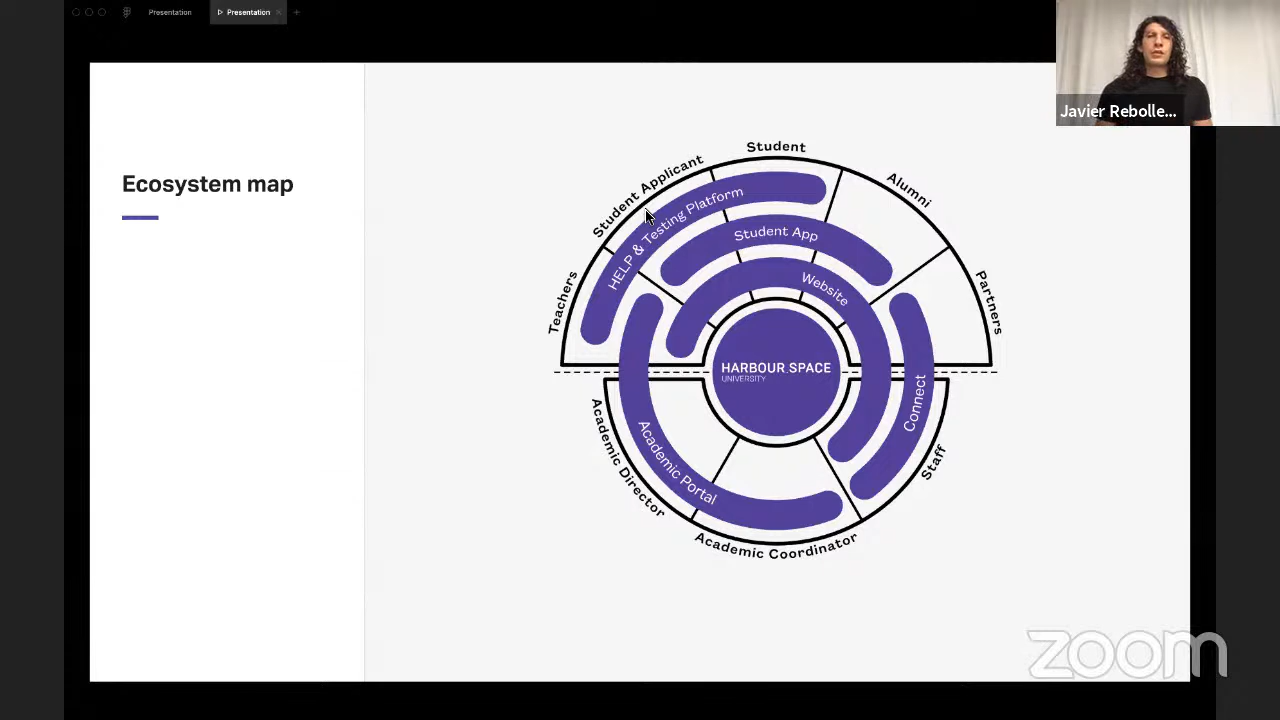 Presentation
Presentation
Javier Rebolle...
Ecosystem map
Student
Student Applicant
Alumni
Teachers
Partners
HELP & Testing Platform
Student App
Website
HARBOUR.SPACE
UNIVERSITY
Connect
Academic Portal
Academic Director
Staff
Academic Coordinator
zoom